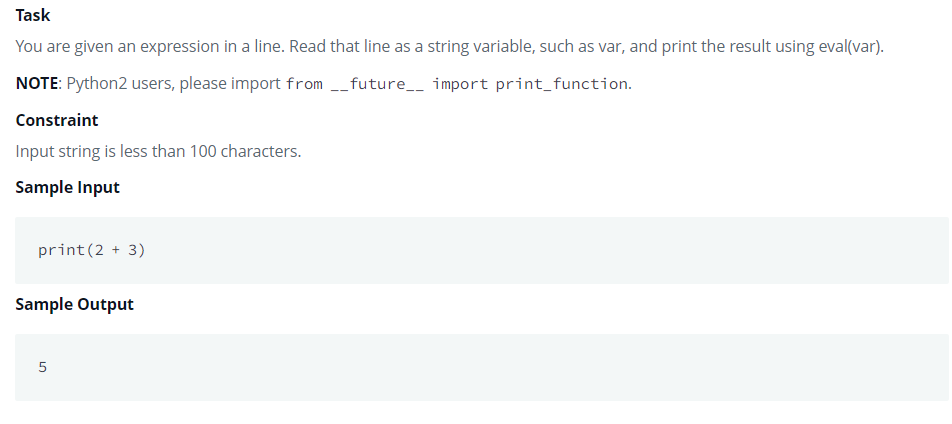 Task
You are given an expression in a line. Read that line as a string variable, such as var, and print the result using eval(var).
NOTE: Python2 users, please import from __future__ import print_function.
Constraint
Input string is less than 100 characters.
Sample Input
print(2 + 3)
Sample Output
5